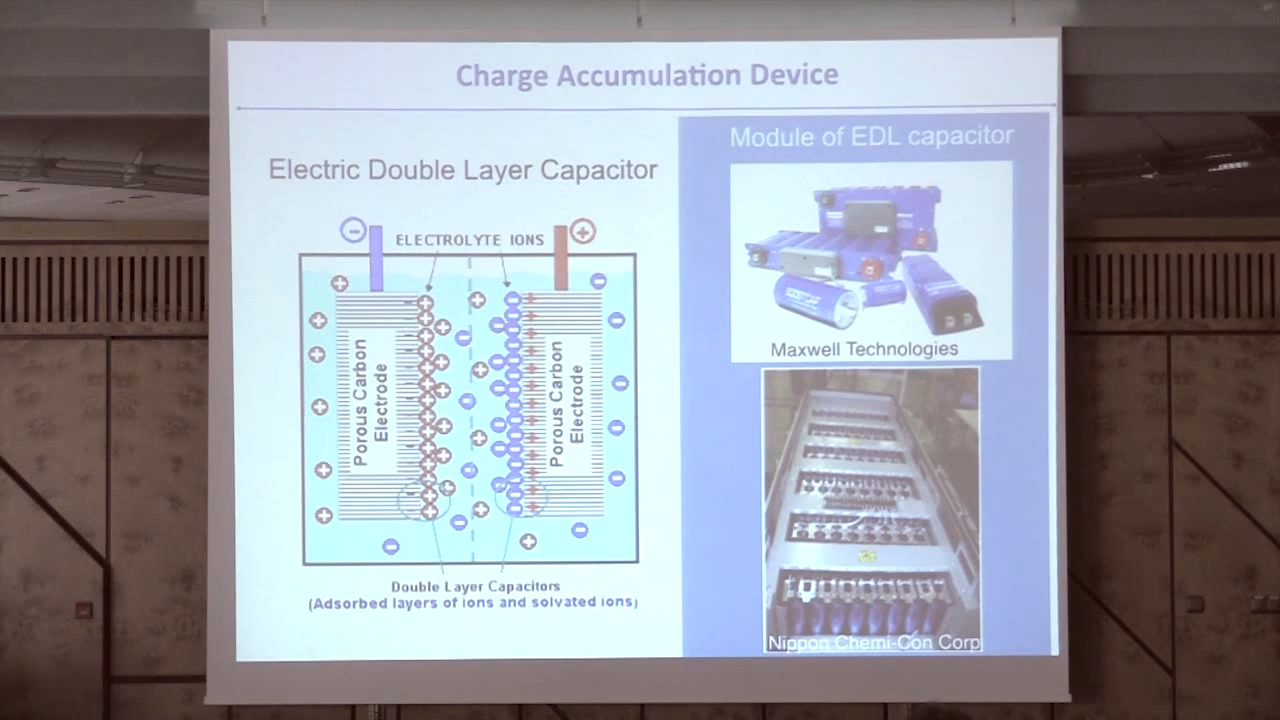 Charge Accumulation Device
Electric Double Layer Capacitor
ELECTROLYTE IONS
Porous Carbon
Electrode
Porous Carbon
Electrode
Double Layer Capacitors
(Adsorbed layers of ions and solvated ions)
Module of EDL capacitor
Maxwell Technologies
Nippon Chemi-Con Corp